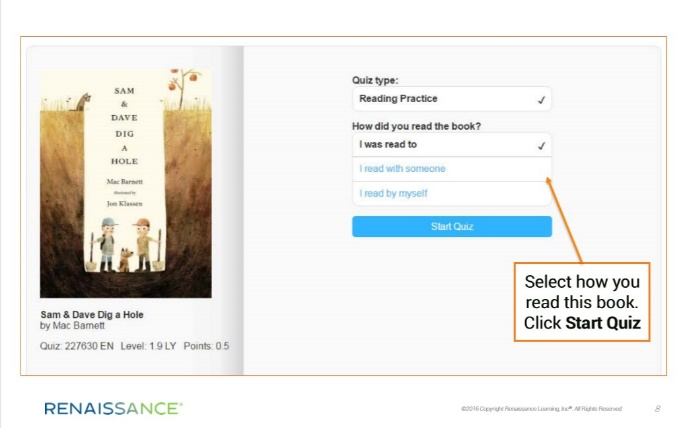 SAM
&
DAVE
DIG
A
HOLE
Mac Barnett
illustrated by
Jon Klassen
Sam & Dave Dig a Hole
by Mac Barnett
Quiz: 227630 EN Level: 1.9 LY Points: 0.5
Quiz type:
Reading Practice ✓
How did you read the book?
I was read to ✓
I read with someone
I read by myself
Start Quiz
Select how you
read this book.
Click Start Quiz
RENAISSANCE
©2016 Copyright Renaissance Learning, Inc®. All Rights Reserved
8